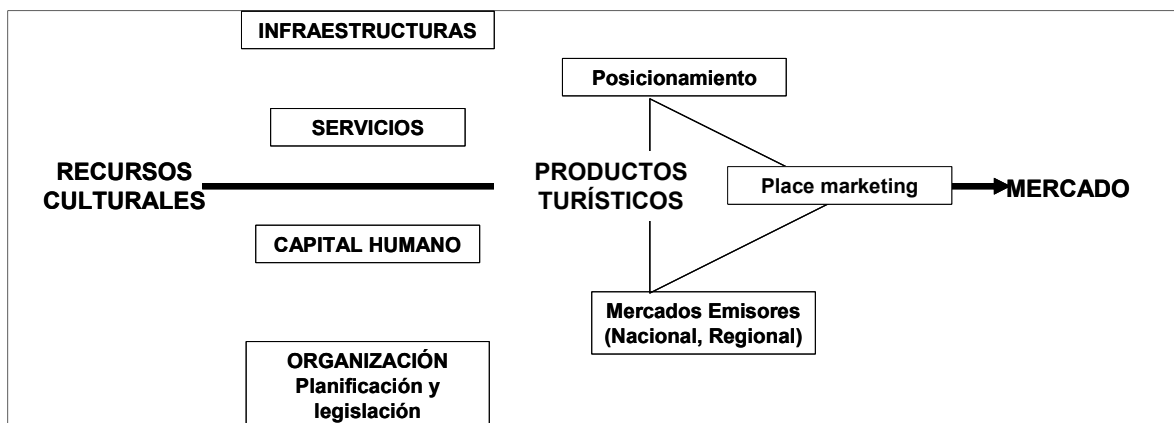 INFRAESTRUCTURAS
SERVICIOS
RECURSOS
CULTURALES
CAPITAL HUMANO
ORGANIZACIÓN
Planificación y
legislación
Posicionamiento
PRODUCTOS
TURÍSTICOS
Place marketing
MERCADO
Mercados Emisores
(Nacional, Regional)